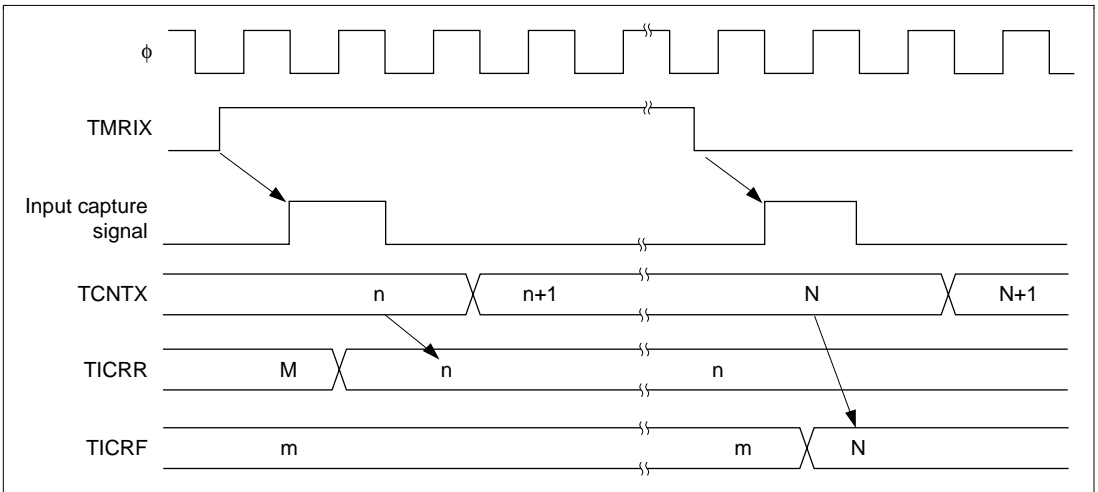 φ
TMRIX
Input capture
signal
TCNTX n n+1 N N+1
TICRR M n n
TICRF m m N